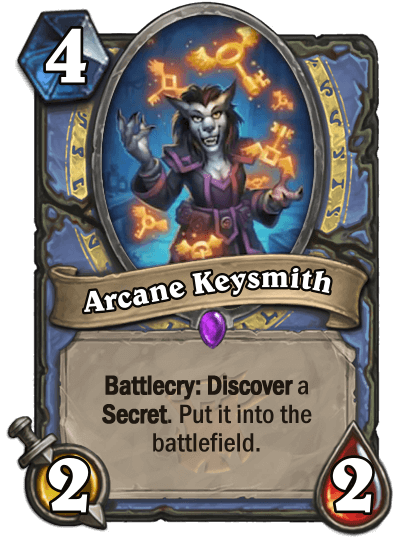 4
Arcane Keysmith
Battlecry: Discover a
Secret. Put it into the
battlefield.
2
2